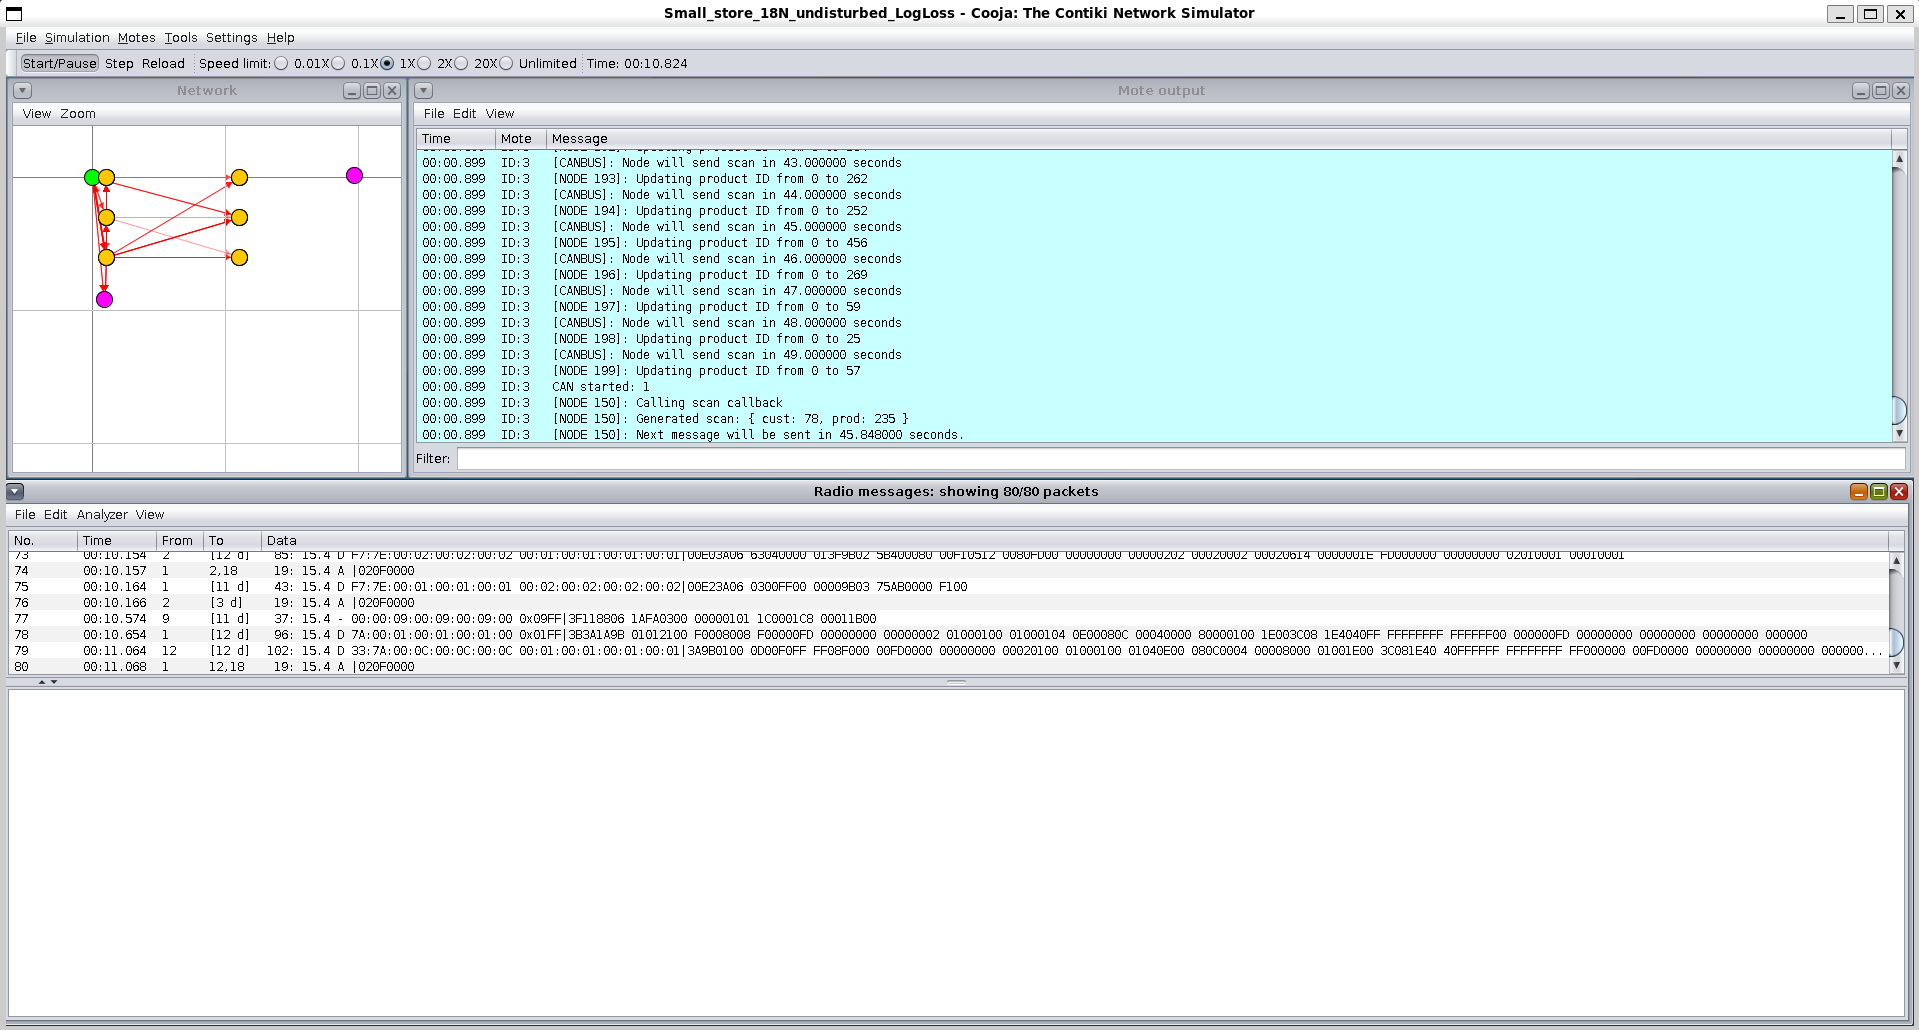 Small_store_18N_undisturbed_LogLoss - Cooja: The Contiki Network Simulator
File Simulation Motes Tools Settings Help
Start/Pause Step Reload Speed limit: 0.01X 0.1X 1X 2X 20X Unlimited Time: 00:10.824
Network
View Zoom
Mote output
File Edit View
Time Mote Message
00:00.899 ID:3 [CANBUS]: Node will send scan in 43.000000 seconds
00:00.899 ID:3 [NODE 193]: Updating product ID from 0 to 262
00:00.899 ID:3 [CANBUS]: Node will send scan in 44.000000 seconds
00:00.899 ID:3 [NODE 194]: Updating product ID from 0 to 252
00:00.899 ID:3 [CANBUS]: Node will send scan in 45.000000 seconds
00:00.899 ID:3 [NODE 195]: Updating product ID from 0 to 456
00:00.899 ID:3 [CANBUS]: Node will send scan in 46.000000 seconds
00:00.899 ID:3 [NODE 196]: Updating product ID from 0 to 269
00:00.899 ID:3 [CANBUS]: Node will send scan in 47.000000 seconds
00:00.899 ID:3 [NODE 197]: Updating product ID from 0 to 59
00:00.899 ID:3 [CANBUS]: Node will send scan in 48.000000 seconds
00:00.899 ID:3 [NODE 198]: Updating product ID from 0 to 25
00:00.899 ID:3 [CANBUS]: Node will send scan in 49.000000 seconds
00:00.899 ID:3 [NODE 199]: Updating product ID from 0 to 57
00:00.899 ID:3 CAN started: 1
00:00.899 ID:3 [NODE 150]: Calling scan callback
00:00.899 ID:3 [NODE 150]: Generated scan: { cust: 78, prod: 235 }
00:00.899 ID:3 [NODE 150]: Next message will be sent in 45.848000 seconds.
Filter:
Radio messages: showing 80/80 packets
File Edit Analyzer View
No. Time From To Data
73 00:10.154 2 [12 d] 85: 15.4 D F7:7E:00:02:00:02:00:02 00:01:00:01:00:01:00:01|00E03A06 63040000 013F9B02 5B400080 00F10512 0080FD00 00000000 00000202 00020002 00020614 0000001E FD000000 00000000 02010001 00010001
74 00:10.157 1 2,18 19: 15.4 A |020F0000
75 00:10.164 1 [11 d] 43: 15.4 D F7:7E:00:01:00:01:00:01 00:02:00:02:00:02:00:02|00E23A06 0300FF00 00009B03 75AB0000 F100
76 00:10.166 2 [3 d] 19: 15.4 A |020F0000
77 00:10.574 9 [11 d] 37: 15.4 - 00:00:09:00:09:00:09:00 0x09FF|3F118806 1AFA0300 00000101 1C0001C8 00011B00
78 00:10.654 1 [12 d] 96: 15.4 D 7A:00:01:00:01:00:01:00 0x01FF|3B3A1A9B 01012100 F0008008 F00000FD 00000000 00000002 01000100 01000104 0E00080C 00040000 80000100 1E003C08 1E4040FF FFFFFFFF FFFFFF00 000000FD 00000000 00000000 00000000 000000
79 00:11.064 12 [12 d] 102: 15.4 D 33:7A:00:0C:00:0C:00:0C 00:01:00:01:00:01:00:01|3A9B0100 0D00F0FF FF08F000 00FD0000 00000000 00020100 01000100 01040E00 080C0004 00008000 01001E00 3C081E40 40FFFFFF FFFFFFFF FF000000 00FD0000 00000000 00000000 000000...
80 00:11.068 1 12,18 19: 15.4 A |020F0000